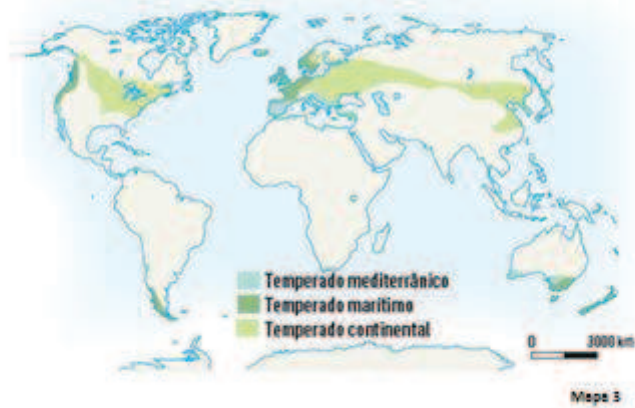 Temperado mediterrânico
Temperado marítimo
Temperado continental
0 3000 km
Mapa 3